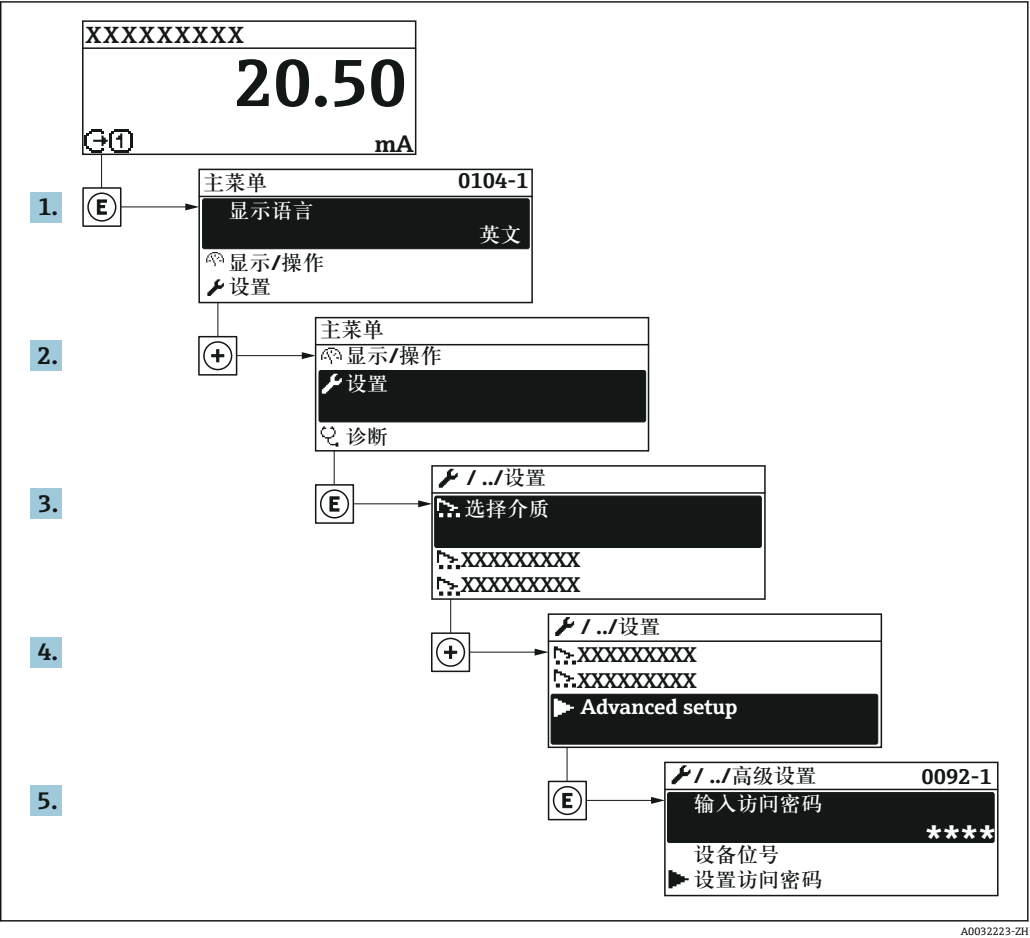 XXXXXXXXX
20.50
mA
1.
E
主菜单 0104-1
显示语言
英文
显示/操作
设置
2.
+
主菜单
显示/操作
设置
诊断
3.
E
/ ../设置
选择介质
XXXXXXXXX
XXXXXXXXX
4.
+
/ ../设置
XXXXXXXXX
XXXXXXXXX
Advanced setup
5.
E
/ ../高级设置 0092-1
输入访问密码
****
设备位号
设置访问密码
A0032223-ZH